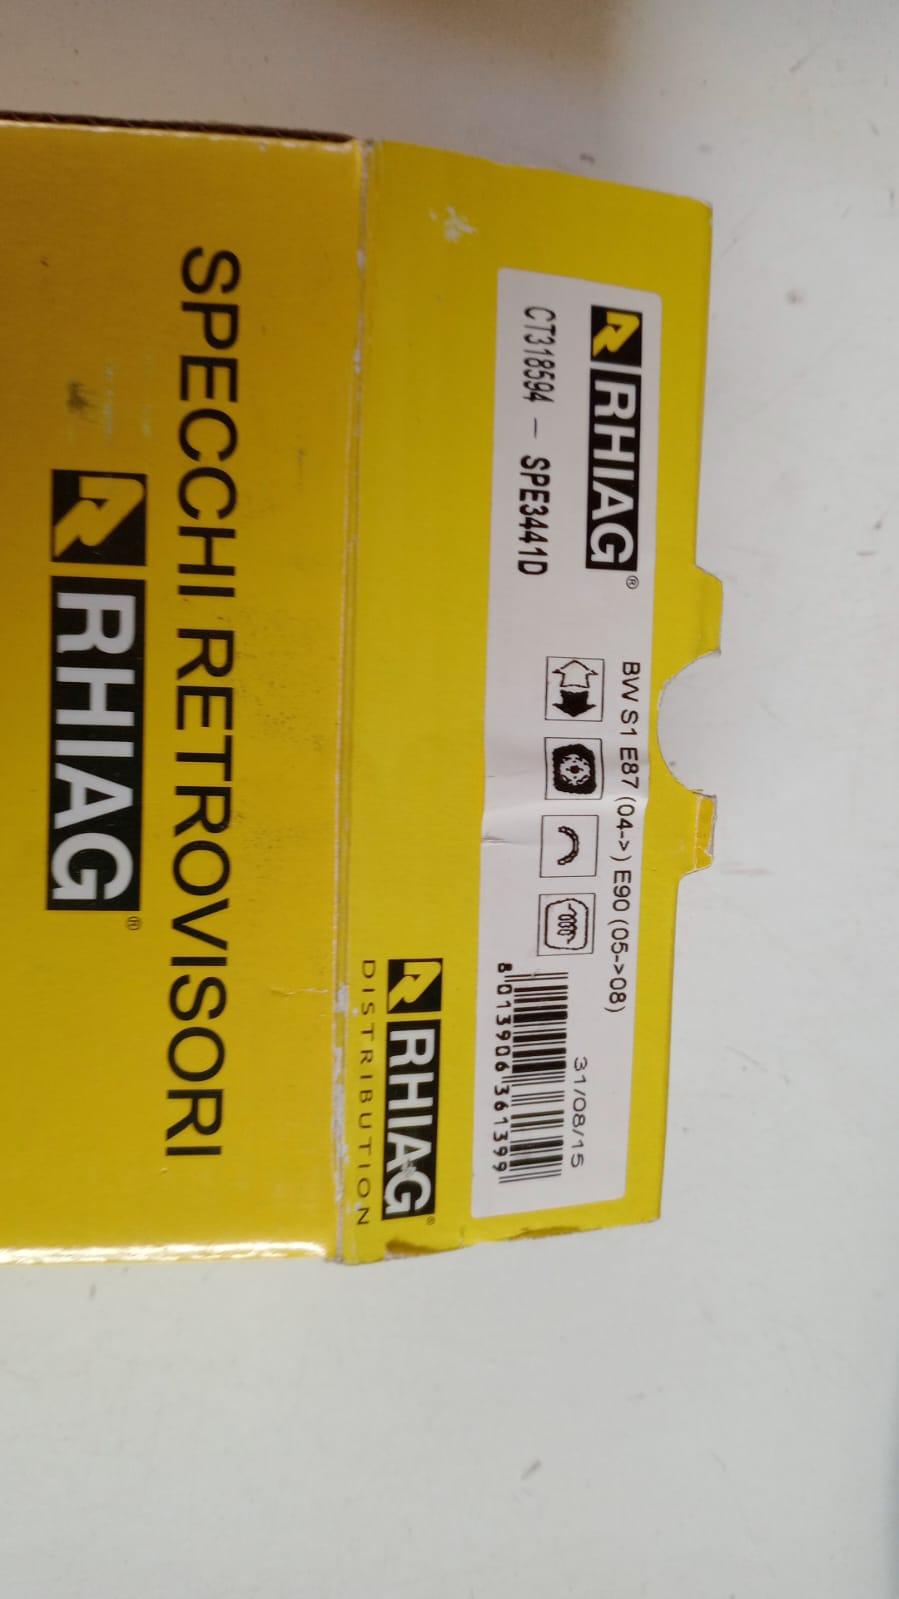 RHIAG®
BW S1 E87 (04->) E90 (05->08)
CT318594 - SPE3441D
31/08/15
8 013906 361399
RHIAG®
DISTRIBUTION
SPECCHI RETROVISORI
RHIAG®